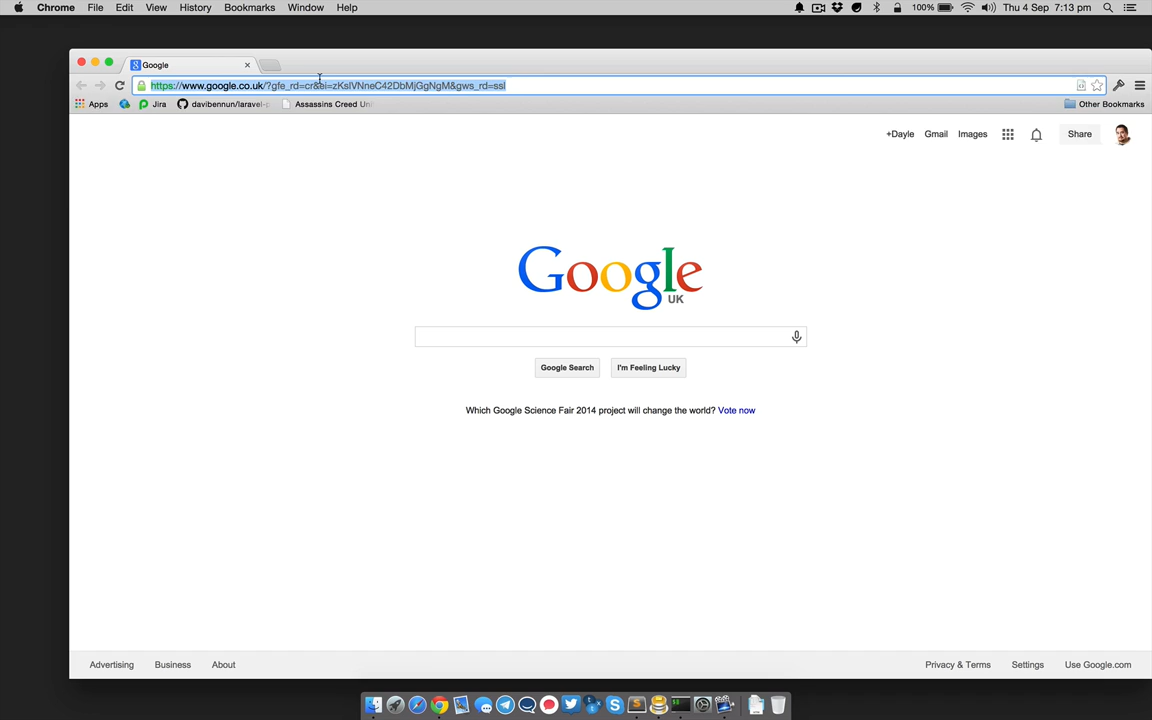 Chrome File Edit View History Bookmarks Window Help 100% Thu 4 Sep 7:13 pm
Google
https://www.google.co.uk/?gfe_rd=cr&ei=zKsIVNneC42DbMjGgNgM&gws_rd=ssl
Apps Jira davibennun/laravel-p Assassins Creed Uni Other Bookmarks
+Dayle Gmail Images Share
Google
UK
Google Search I'm Feeling Lucky
Which Google Science Fair 2014 project will change the world? Vote now
Advertising Business About Privacy & Terms Settings Use Google.com